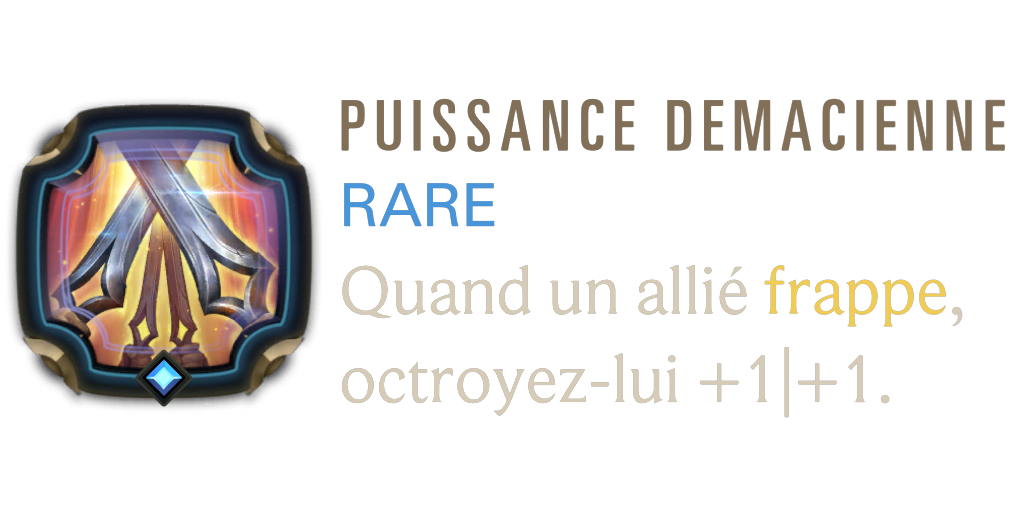 PUISSANCE DEMACIENNE
RARE
Quand un allié frappe,
octroyez-lui +1|+1.